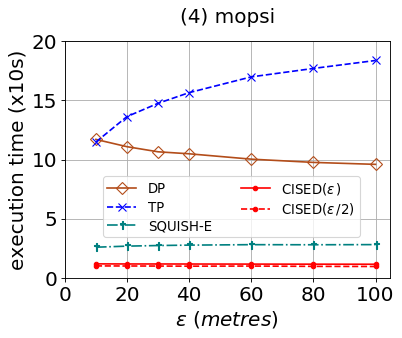 (4) mopsi
execution time (x10s)
20
15
10
5
0
DP
TP
SQUISH-E
CISED(ε)
CISED(ε/2)
0 20 40 60 80 100
ε (metres)